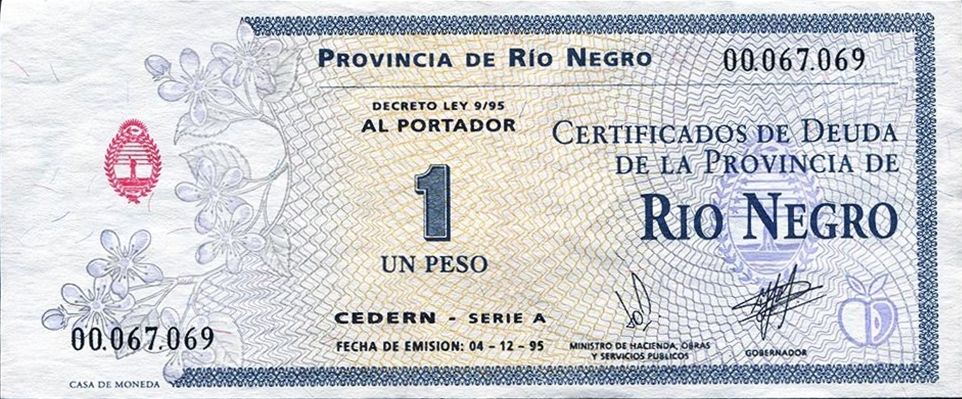 PROVINCIA DE RÍO NEGRO
00.067.069
DECRETO LEY 9/95
AL PORTADOR
1
UN PESO
CERTIFICADOS DE DEUDA
DE LA PROVINCIA DE
RIO NEGRO
CEDERN - SERIE A
FECHA DE EMISION: 04 - 12 - 95
MINISTRO DE HACIENDA, OBRAS
Y SERVICIOS PUBLICOS
GOBERNADOR
00.067.069
CASA DE MONEDA